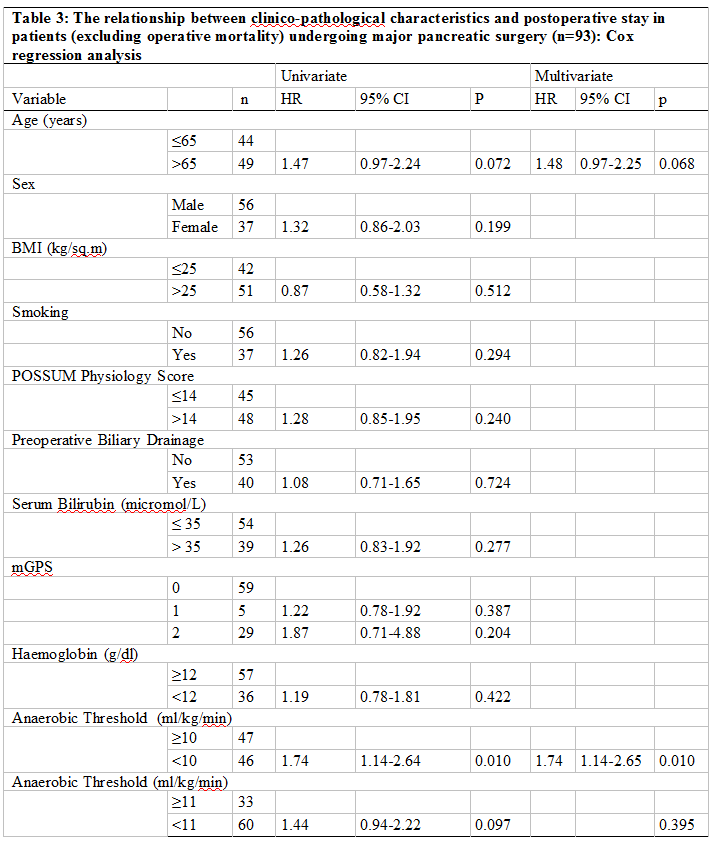 Table 3: The relationship between clinico-pathological characteristics and postoperative stay in
patients (excluding operative mortality) undergoing major pancreatic surgery (n=93): Cox
regression analysis
Univariate Multivariate
Variable n HR 95% CI P HR 95% CI p
Age (years)
≤65 44
>65 49 1.47 0.97-2.24 0.072 1.48 0.97-2.25 0.068
Sex
Male 56
Female 37 1.32 0.86-2.03 0.199
BMI (kg/sq.m)
≤25 42
>25 51 0.87 0.58-1.32 0.512
Smoking
No 56
Yes 37 1.26 0.82-1.94 0.294
POSSUM Physiology Score
≤14 45
>14 48 1.28 0.85-1.95 0.240
Preoperative Biliary Drainage
No 53
Yes 40 1.08 0.71-1.65 0.724
Serum Bilirubin (micromol/L)
≤ 35 54
> 35 39 1.26 0.83-1.92 0.277
mGPS
0 59
1 5 1.22 0.78-1.92 0.387
2 29 1.87 0.71-4.88 0.204
Haemoglobin (g/dl)
≥12 57
<12 36 1.19 0.78-1.81 0.422
Anaerobic Threshold (ml/kg/min)
≥10 47
<10 46 1.74 1.14-2.64 0.010 1.74 1.14-2.65 0.010
Anaerobic Threshold (ml/kg/min)
≥11 33
<11 60 1.44 0.94-2.22 0.097 0.395